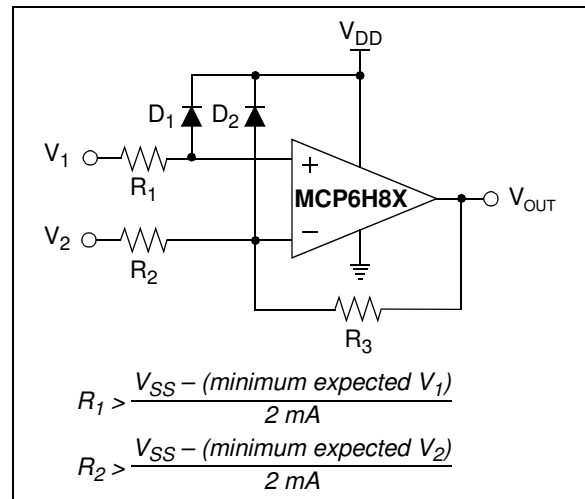 V_DD
D_1 D_2
V_1
R_1
+
MCP6H8X
V_OUT
V_2
–
R_2
R_3
R_1 > V_SS – (minimum expected V_1) / 2 mA
R_2 > V_SS – (minimum expected V_2) / 2 mA